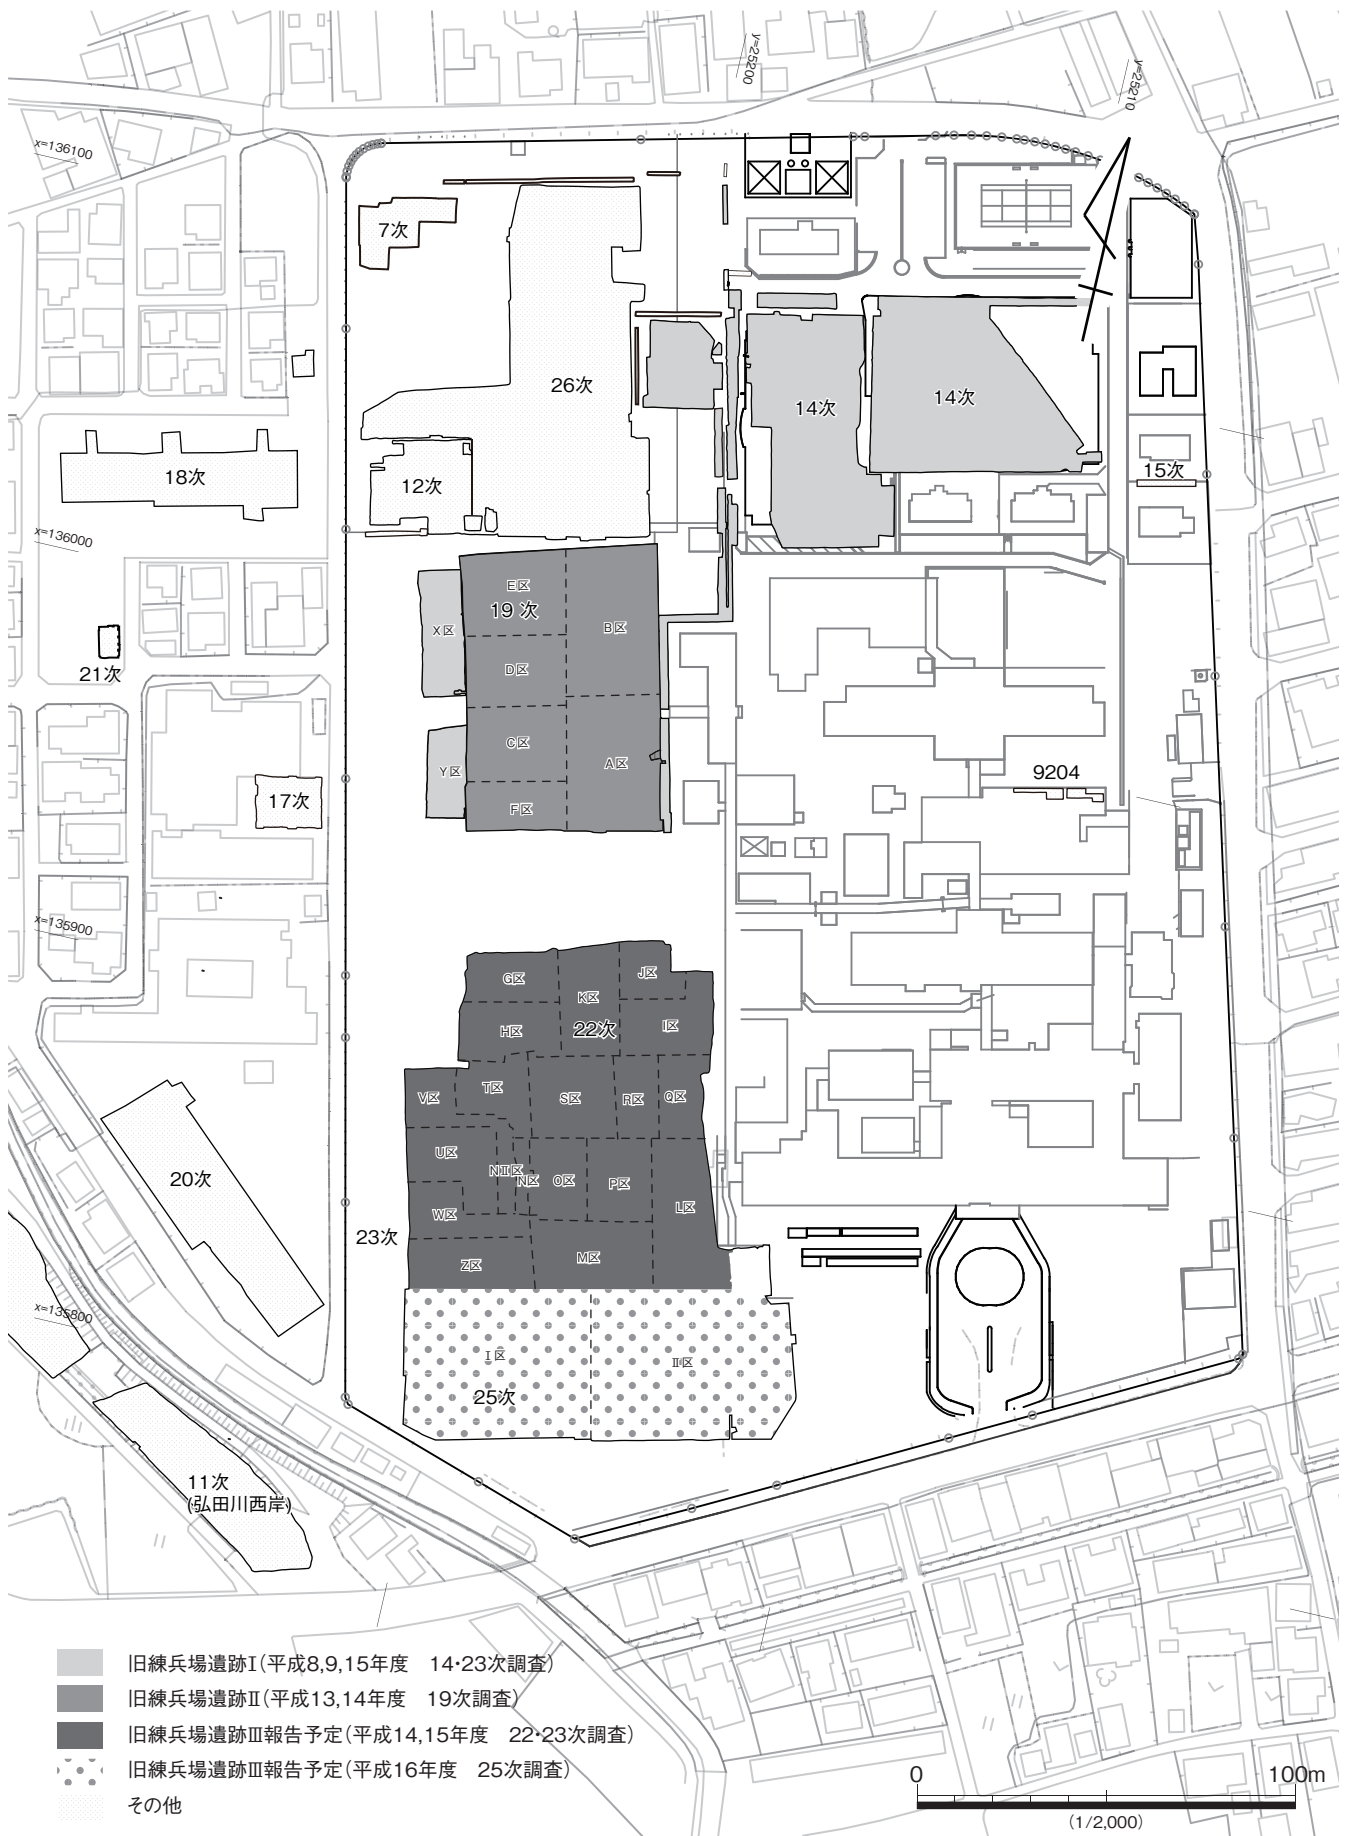 y=25200
y=25210
x=136100
7次
26次
14次
14次
18次
12次
15次
x=136000
E区
19 次
X区
B区
21次
D区
C区
A区
Y区
17次
9204
F区
x=135900
G区
J区
K区
H区
22次
I区
T区
V区
S区
R区
Q区
U区
NⅡ区
N区
O区
P区
20次
W区
L区
23次
Z区
M区
x=135800
Ⅰ区
Ⅱ区
25次
11次
(弘田川西岸)
旧練兵場遺跡Ⅰ(平成8,9,15年度　14・23次調査)
旧練兵場遺跡Ⅱ(平成13,14年度　19次調査)
旧練兵場遺跡Ⅲ報告予定(平成14,15年度　22・23次調査)
旧練兵場遺跡Ⅲ報告予定(平成16年度　25次調査)
その他
0
100m
(1/2,000)